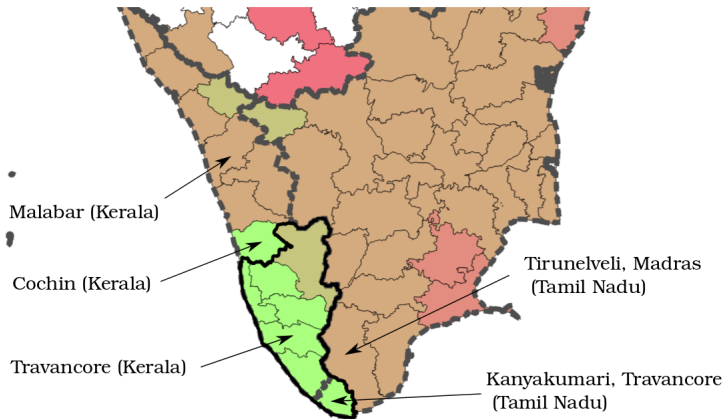 Malabar (Kerala)
Cochin (Kerala)
Tirunelveli, Madras
(Tamil Nadu)
Travancore (Kerala)
Kanyakumari, Travancore
(Tamil Nadu)